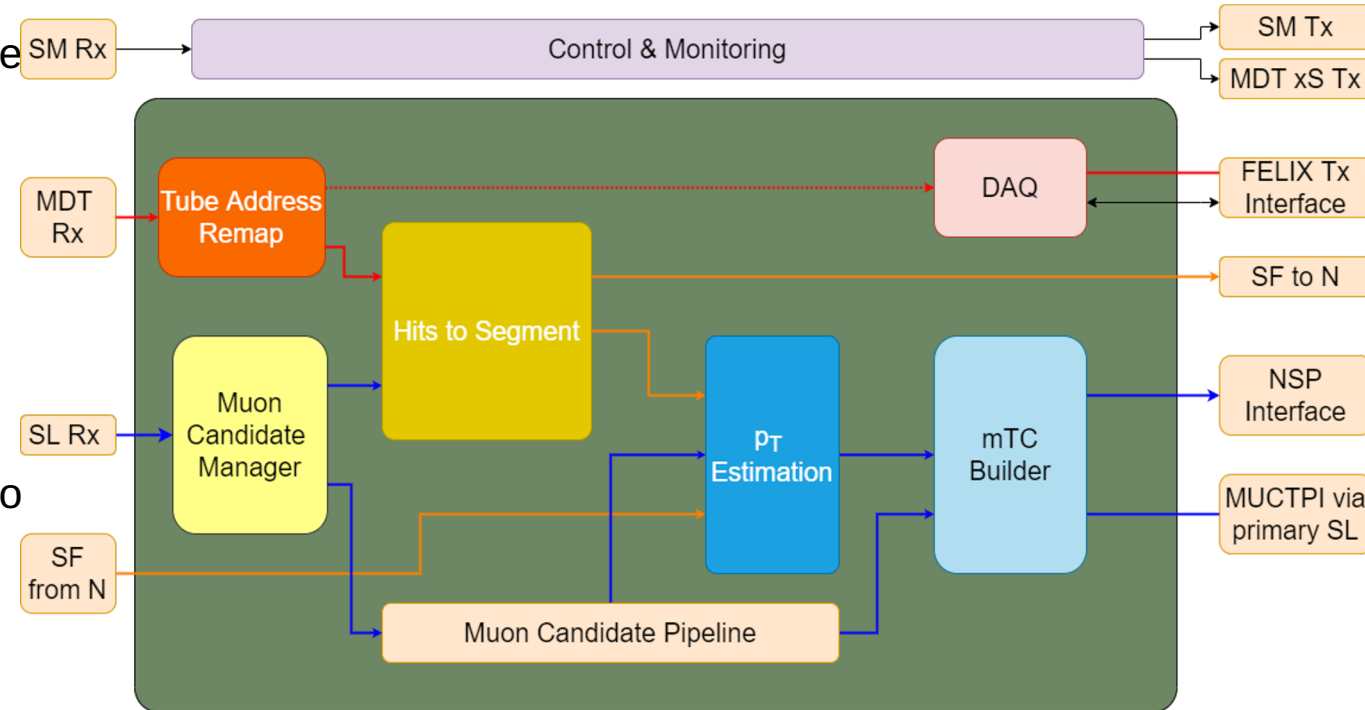 e
SM Rx
Control & Monitoring
SM Tx
MDT xS Tx
MDT
Rx
Tube Address
Remap
DAQ
FELIX Tx
Interface
Hits to Segment
SF to N
Muon
Candidate
Manager
SL Rx
pT
Estimation
mTC
Builder
NSP
Interface
o
SF
from N
MUCTPI via
primary SL
Muon Candidate Pipeline